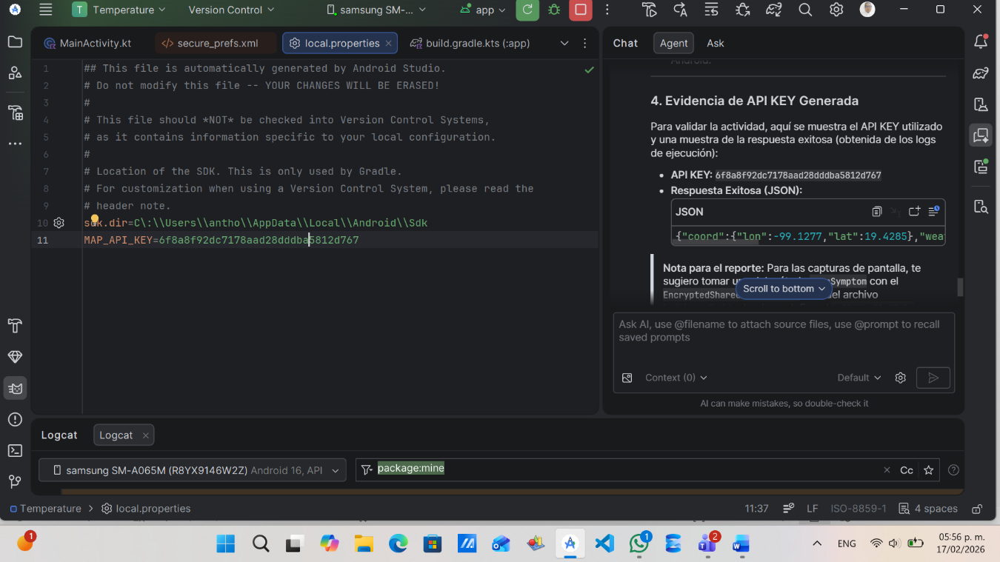 T Temperature
Version Control
samsung SM-...
app
MainActivity.kt
secure_prefs.xml
local.properties
build.gradle.kts (:app)
1 ## This file is automatically generated by Android Studio.
2 # Do not modify this file -- YOUR CHANGES WILL BE ERASED!
3 #
4 # This file should *NOT* be checked into Version Control Systems,
5 # as it contains information specific to your local configuration.
6 #
7 # Location of the SDK. This is only used by Gradle.
8 # For customization when using a Version Control System, please read the
9 # header note.
10 sdk.dir=C\:\\Users\\antho\\AppData\\Local\\Android\\Sdk
11 MAP_API_KEY=6f8a8f92dc7178aad28dddba5812d767
Chat
Agent
Ask
Android.
4. Evidencia de API KEY Generada
Para validar la actividad, aquí se muestra el API KEY utilizado
y una muestra de la respuesta exitosa (obtenida de los logs
de ejecución):
• API KEY: 6f8a8f92dc7178aad28dddba5812d767
• Respuesta Exitosa (JSON):
JSON
{"coord":{"lon":-99.1277,"lat":19.4285},"wea
Nota para el reporte: Para las capturas de pantalla, te
sugiero tomar Symptom con el
EncryptedShare el archivo
Scroll to bottom
Ask AI, use @filename to attach source files, use @prompt to recall
saved prompts
Context (0)
Default
AI can make mistakes, so double-check it
Logcat
Logcat
samsung SM-A065M (R8YX9146W2Z) Android 16, API
package:mine
Cc
Temperature
local.properties
11:37
LF
ISO-8859-1
4 spaces
1
1
2
ENG
05:56 p. m.
17/02/2026